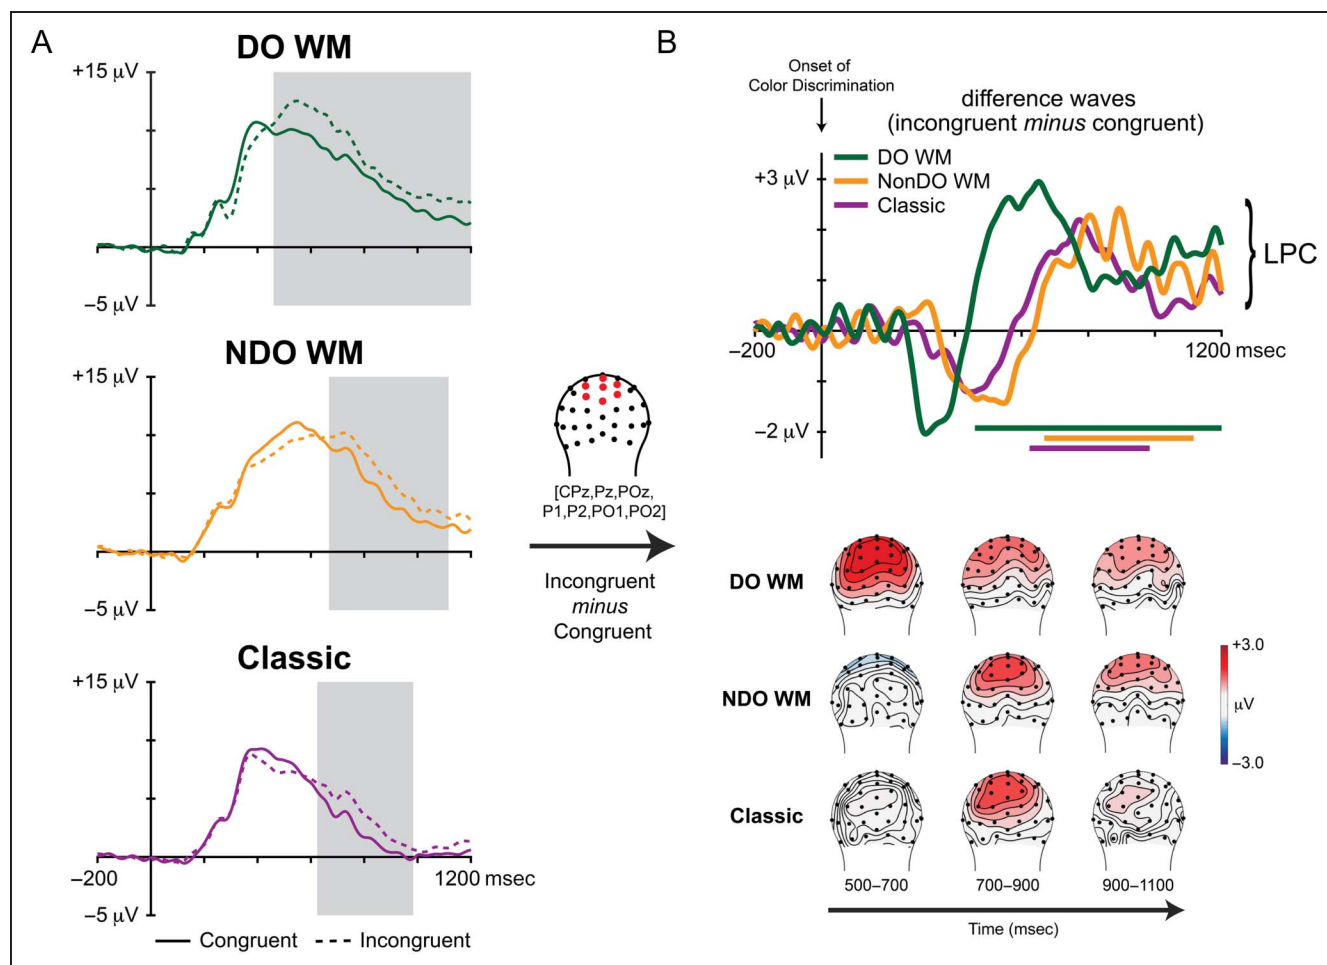 A
DO WM
+15 µV
−5 µV
NDO WM
+15 µV
−5 µV
Classic
+15 µV
−200
1200 msec
−5 µV
Congruent
Incongruent
[CPz,Pz,POz,
P1,P2,PO1,PO2]
Incongruent
minus
Congruent
B
Onset of
Color Discrimination
difference waves
(incongruent minus congruent)
DO WM
NonDO WM
Classic
+3 µV
−200
1200 msec
−2 µV
LPC
DO WM
NDO WM
Classic
+3.0
µV
−3.0
500–700
700–900
900–1100
Time (msec)